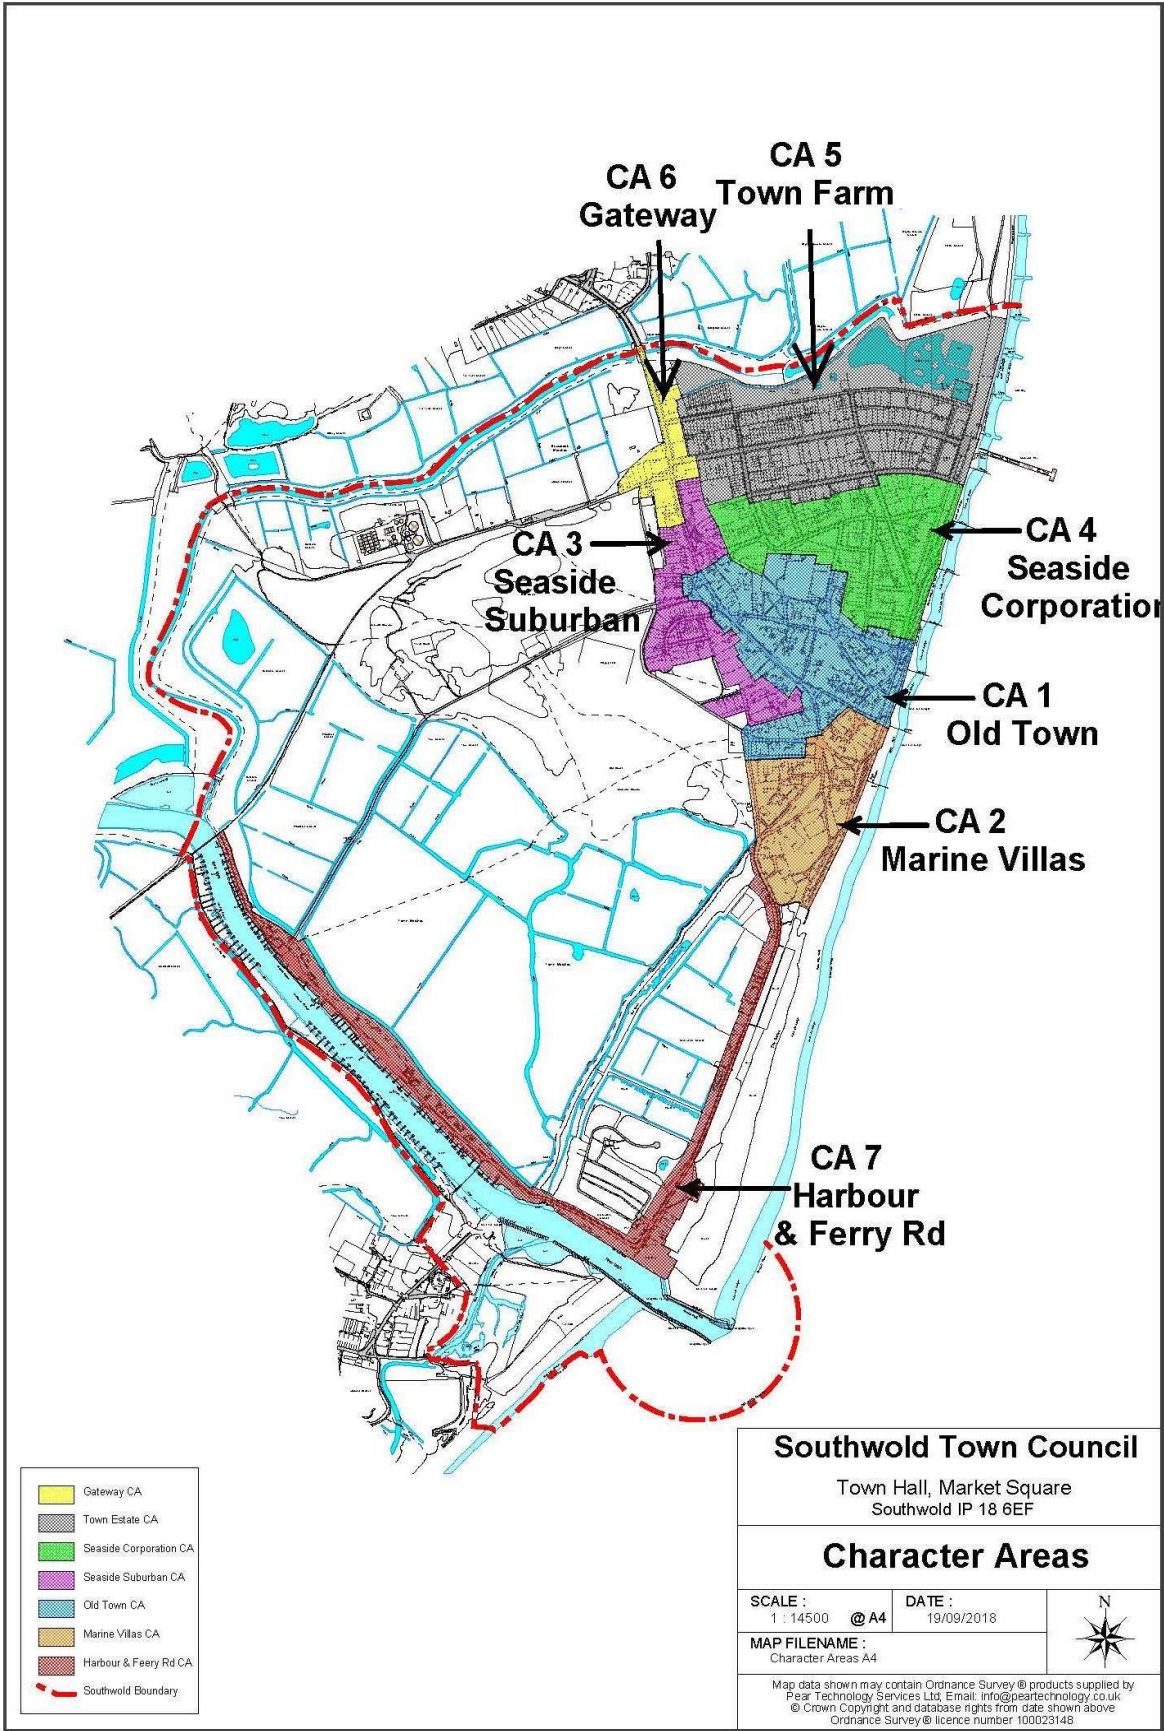 CA 5
Town Farm
CA 6
Gateway
CA 3
Seaside
Suburban
CA 4
Seaside
Corporation
CA 1
Old Town
CA 2
Marine Villas
CA 7
Harbour
& Ferry Rd
Gateway CA
Town Estate CA
Seaside Corporation CA
Seaside Suburban CA
Old Town CA
Marine Villas CA
Harbour & Feery Rd CA
Southwold Boundary
Southwold Town Council
Town Hall, Market Square
Southwold IP 18 6EF
Character Areas
SCALE :
1 : 14500 @ A4
DATE :
19/09/2018
MAP FILENAME :
Character Areas A4
N
Map data shown may contain Ordnance Survey ® products supplied by
Pear Technology Services Ltd; Email: info@peartechnology.co.uk
© Crown Copyright and database rights from date shown above
Ordnance Survey ® licence number 100023148